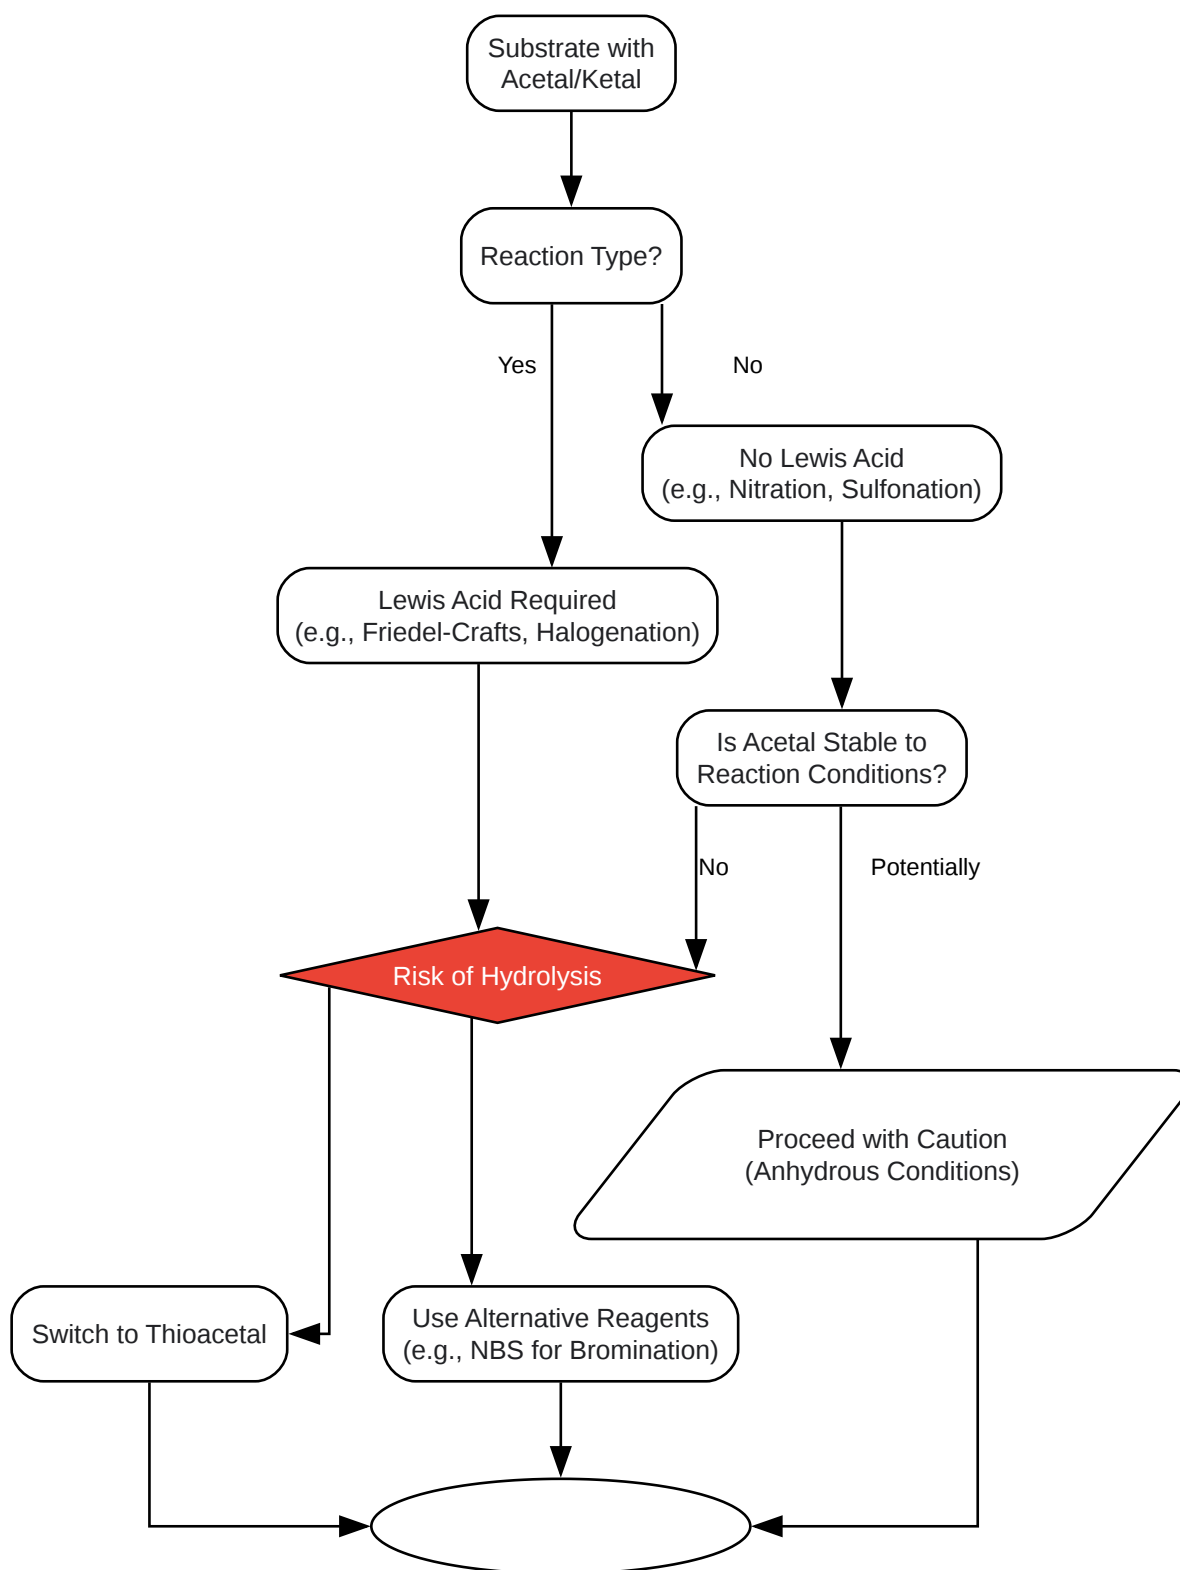 Substrate with
Acetal/Ketal
Reaction Type?
Yes
No
No Lewis Acid
(e.g., Nitration, Sulfonation)
Lewis Acid Required
(e.g., Friedel-Crafts, Halogenation)
Is Acetal Stable to
Reaction Conditions?
No
Potentially
Risk of Hydrolysis
Proceed with Caution
(Anhydrous Conditions)
Switch to Thioacetal
Use Alternative Reagents
(e.g., NBS for Bromination)